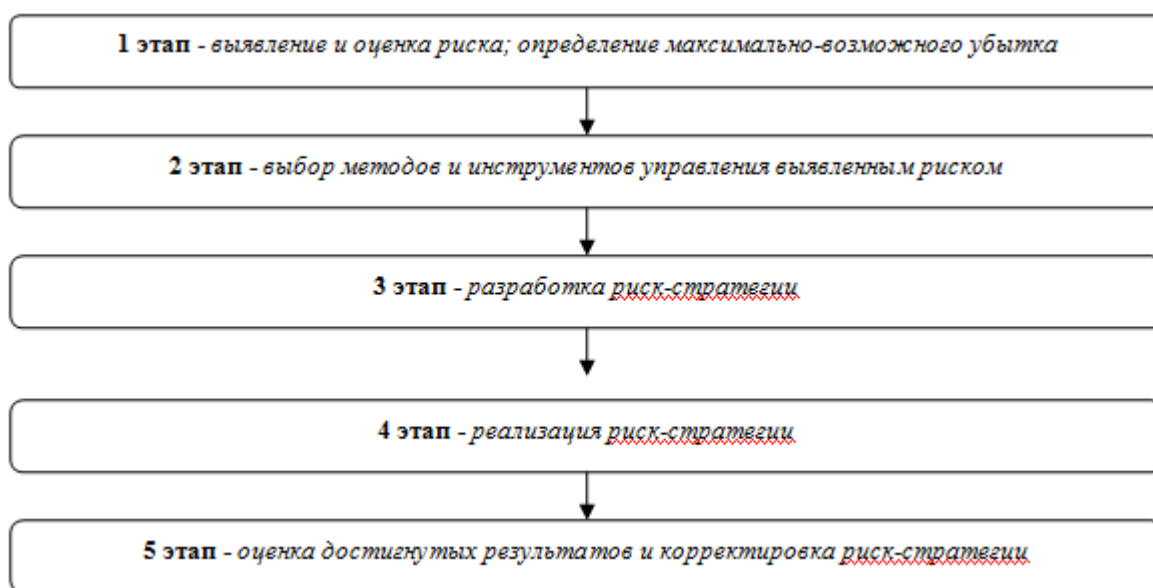 1 этап - выявление и оценка риска; определение максимально-возможного убытка
2 этап - выбор методов и инструментов управления выявленным риском
3 этап - разработка риск-стратегии
4 этап - реализация риск-стратегии
5 этап - оценка достигнутых результатов и корректировка риск-стратегии